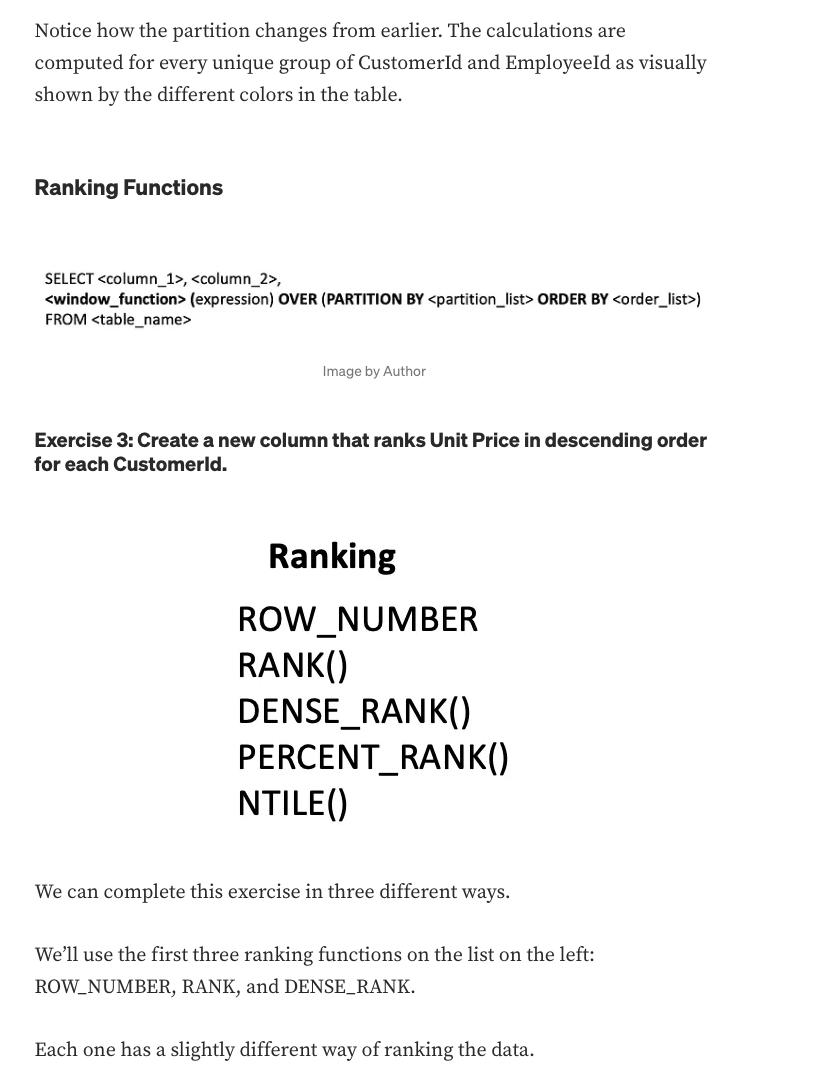 Notice how the partition changes from earlier. The calculations are
computed for every unique group of CustomerId and EmployeeId as visually
shown by the different colors in the table.
Ranking Functions
SELECT <column_1>, <column_2>,
<window_function> (expression) OVER (PARTITION BY <partition_list> ORDER BY <order_list>)
FROM <table_name>
Image by Author
Exercise 3: Create a new column that ranks Unit Price in descending order
for each CustomerId.
Ranking
ROW_NUMBER
RANK()
DENSE_RANK()
PERCENT_RANK()
NTILE()
We can complete this exercise in three different ways.
We’ll use the first three ranking functions on the list on the left:
ROW_NUMBER, RANK, and DENSE_RANK.
Each one has a slightly different way of ranking the data.